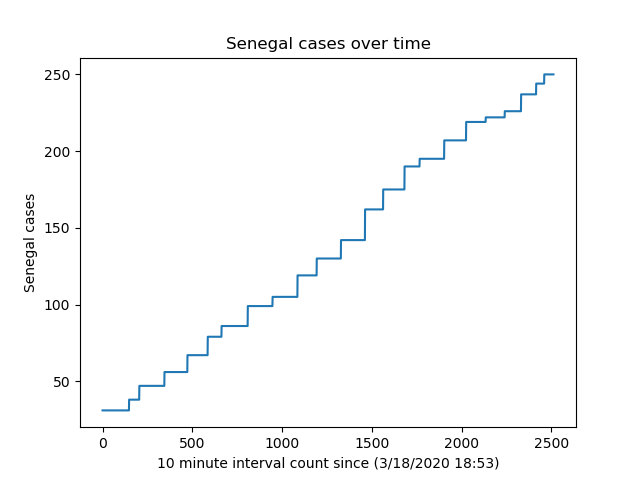 Senegal cases over time
250
200
150
100
50
Senegal cases
0 500 1000 1500 2000 2500
10 minute interval count since (3/18/2020 18:53)